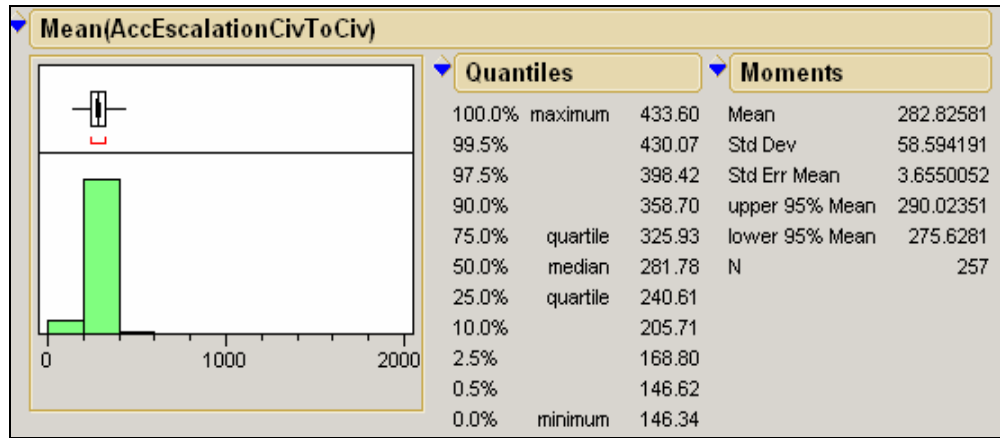 Mean(AccEscalationCivToCiv)
Quantiles
100.0% maximum 433.60
99.5% 430.07
97.5% 398.42
90.0% 358.70
75.0% quartile 325.93
50.0% median 281.78
25.0% quartile 240.61
10.0% 205.71
2.5% 168.80
0.5% 146.62
0.0% minimum 146.34
Moments
Mean 282.82581
Std Dev 58.594191
Std Err Mean 3.6550052
upper 95% Mean 290.02351
lower 95% Mean 275.6281
N 257
0 1000 2000